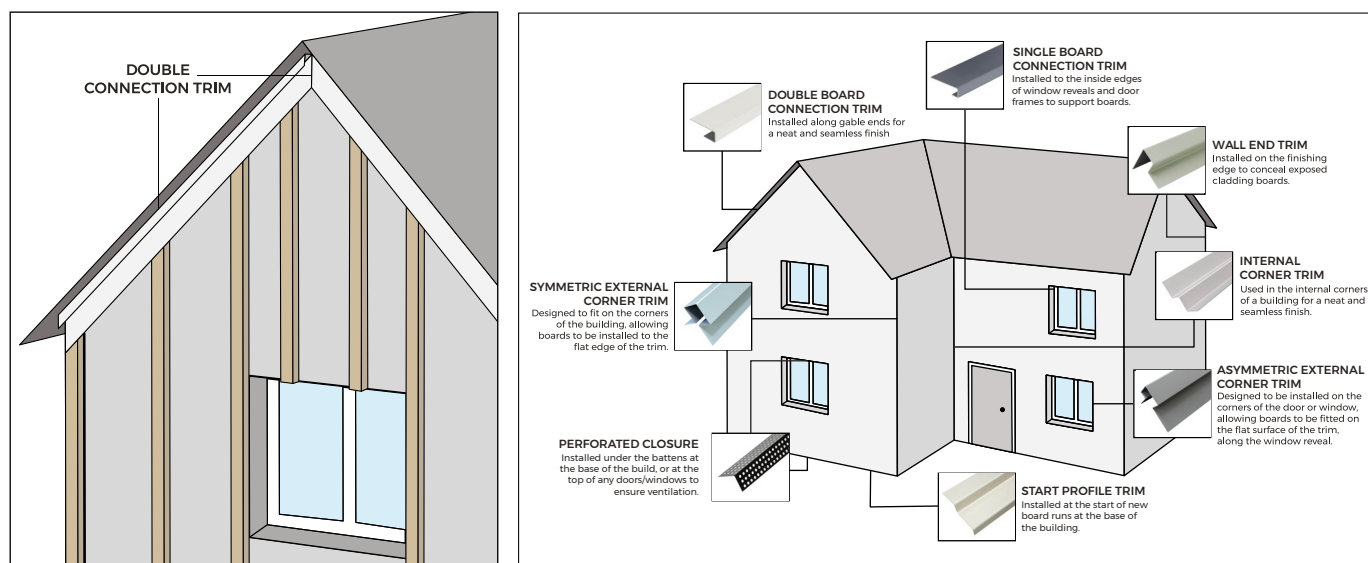 DOUBLE
CONNECTION TRIM
SINGLE BOARD
CONNECTION TRIM
Installed to the inside edges
of window reveals and door
frames to support boards.
DOUBLE BOARD
CONNECTION TRIM
Installed along gable ends for
a neat and seamless finish
WALL END TRIM
Installed on the finishing
edge to conceal exposed
cladding boards.
SYMMETRIC EXTERNAL
CORNER TRIM
Designed to fit on the corners
of the building, allowing
boards to be installed to the
flat edge of the trim.
INTERNAL
CORNER TRIM
Used in the internal corners
of a building for a neat and
seamless finish.
ASYMMETRIC EXTERNAL
CORNER TRIM
Designed to be installed on the
corners of the door or window,
allowing boards to be fitted on
the flat surface of the trim,
along the window reveal.
PERFORATED CLOSURE
Installed under the battens at
the base of the build, or at the
top of any doors/windows to
ensure ventilation.
START PROFILE TRIM
Installed at the start of new
board runs at the base of
the building.